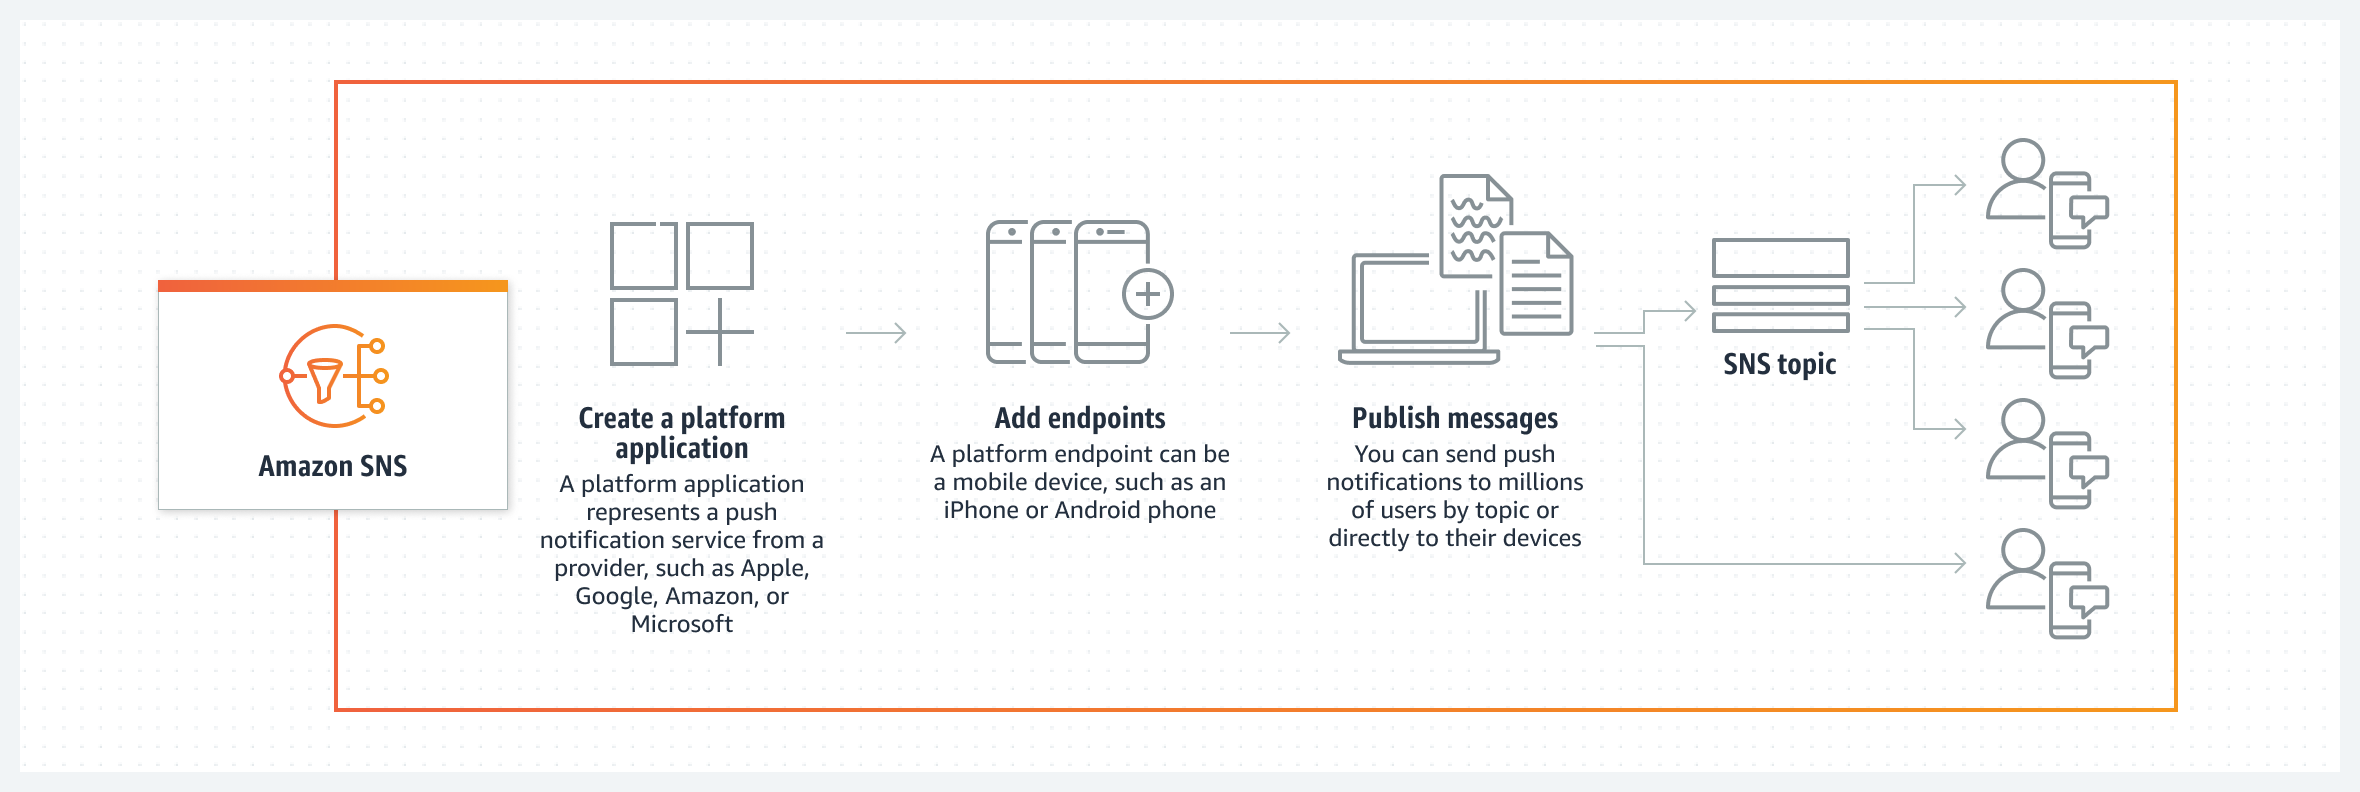 Amazon SNS
Create a platform
application
A platform application
represents a push
notification service from a
provider, such as Apple,
Google, Amazon, or
Microsoft
Add endpoints
A platform endpoint can be
a mobile device, such as an
iPhone or Android phone
Publish messages
You can send push
notifications to millions
of users by topic or
directly to their devices
SNS topic